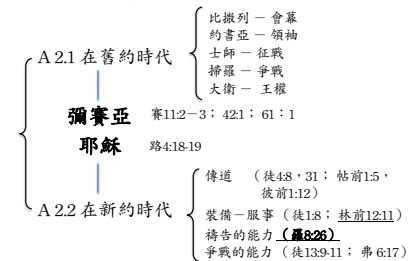 比撒列 － 會幕
約書亞 － 領袖
A 2.1 在舊約時代
士師 － 征戰
掃羅 － 爭戰
大衛 － 王權
彌賽亞 賽11:2－3； 42:1； 61：1
耶穌 路4:18-19
傳道 （徒4:8，31； 帖前1:5，
彼前1:12）
A 2.2 在新約時代
裝備－服事（徒1:8； 林前12:11）
禱告的能力（羅8:26）
爭戰的能力（徒13:9-11； 弗 6:17）